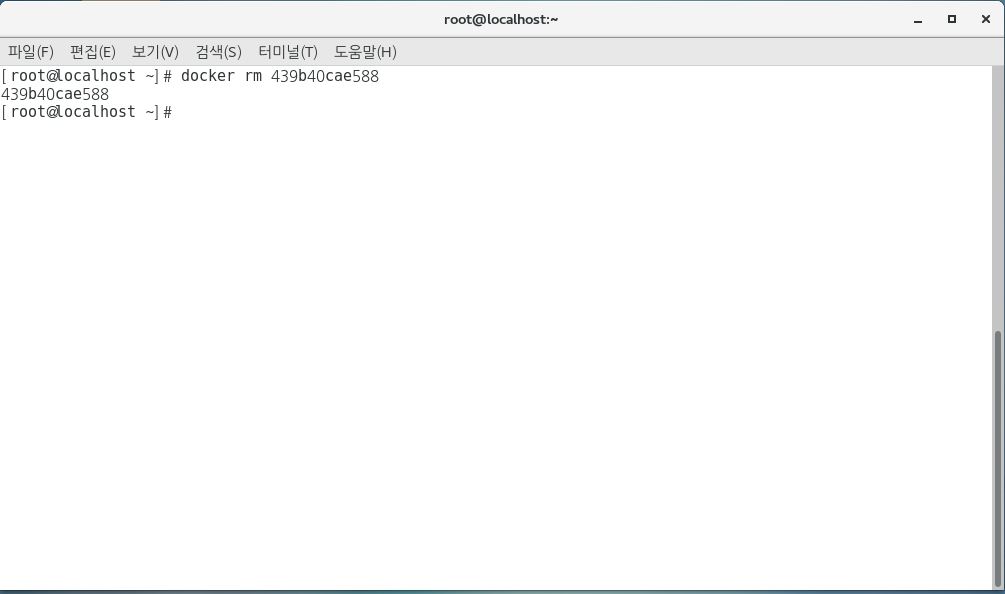 root@localhost:~
파일(F) 편집(E) 보기(V) 검색(S) 터미널(T) 도움말(H)
[root@localhost ~]# docker rm 439b40cae588
439b40cae588
[root@localhost ~]#